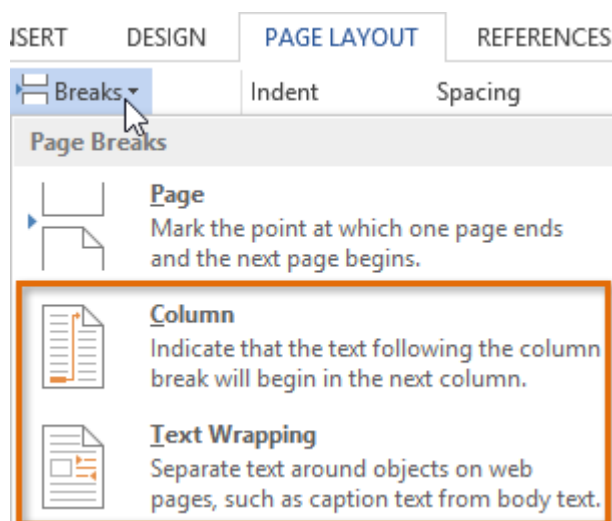 NSERT DESIGN PAGE LAYOUT REFERENCES
Breaks Indent Spacing
Page Breaks
Page
Mark the point at which one page ends
and the next page begins.
Column
Indicate that the text following the column
break will begin in the next column.
Text Wrapping
Separate text around objects on web
pages, such as caption text from body text.